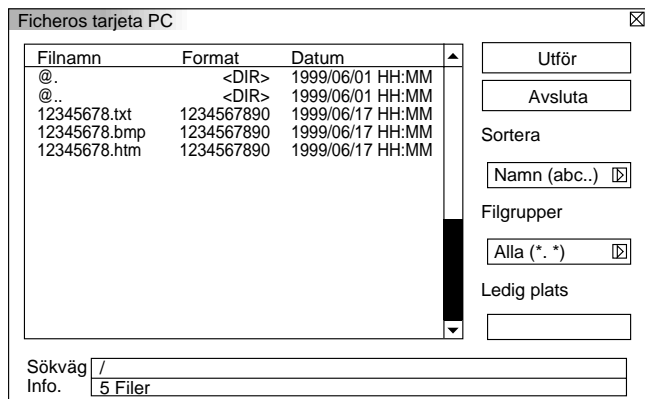 Ficheros tarjeta PC
Filnamn Format Datum
@. <DIR> 1999/06/01 HH:MM
@.. <DIR> 1999/06/01 HH:MM
12345678.txt 1234567890 1999/06/17 HH:MM
12345678.bmp 1234567890 1999/06/17 HH:MM
12345678.htm 1234567890 1999/06/17 HH:MM
Utför
Avsluta
Sortera
Namn (abc..)
Filgrupper
Alla (*. *)
Ledig plats
Sökväg /
Info. 5 Filer